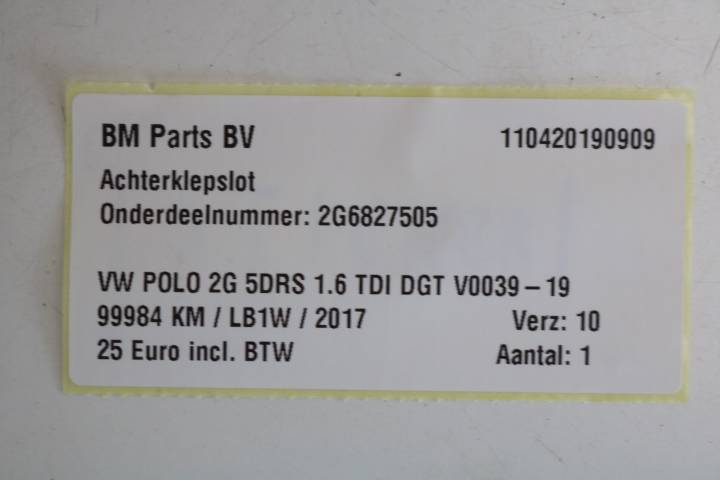 BM Parts BV 110420190909
Achterklepslot
Onderdeelnummer: 2G6827505
VW POLO 2G 5DRS 1.6 TDI DGT V0039-19
99984 KM / LB1W / 2017 Verz: 10
25 Euro incl. BTW Aantal: 1